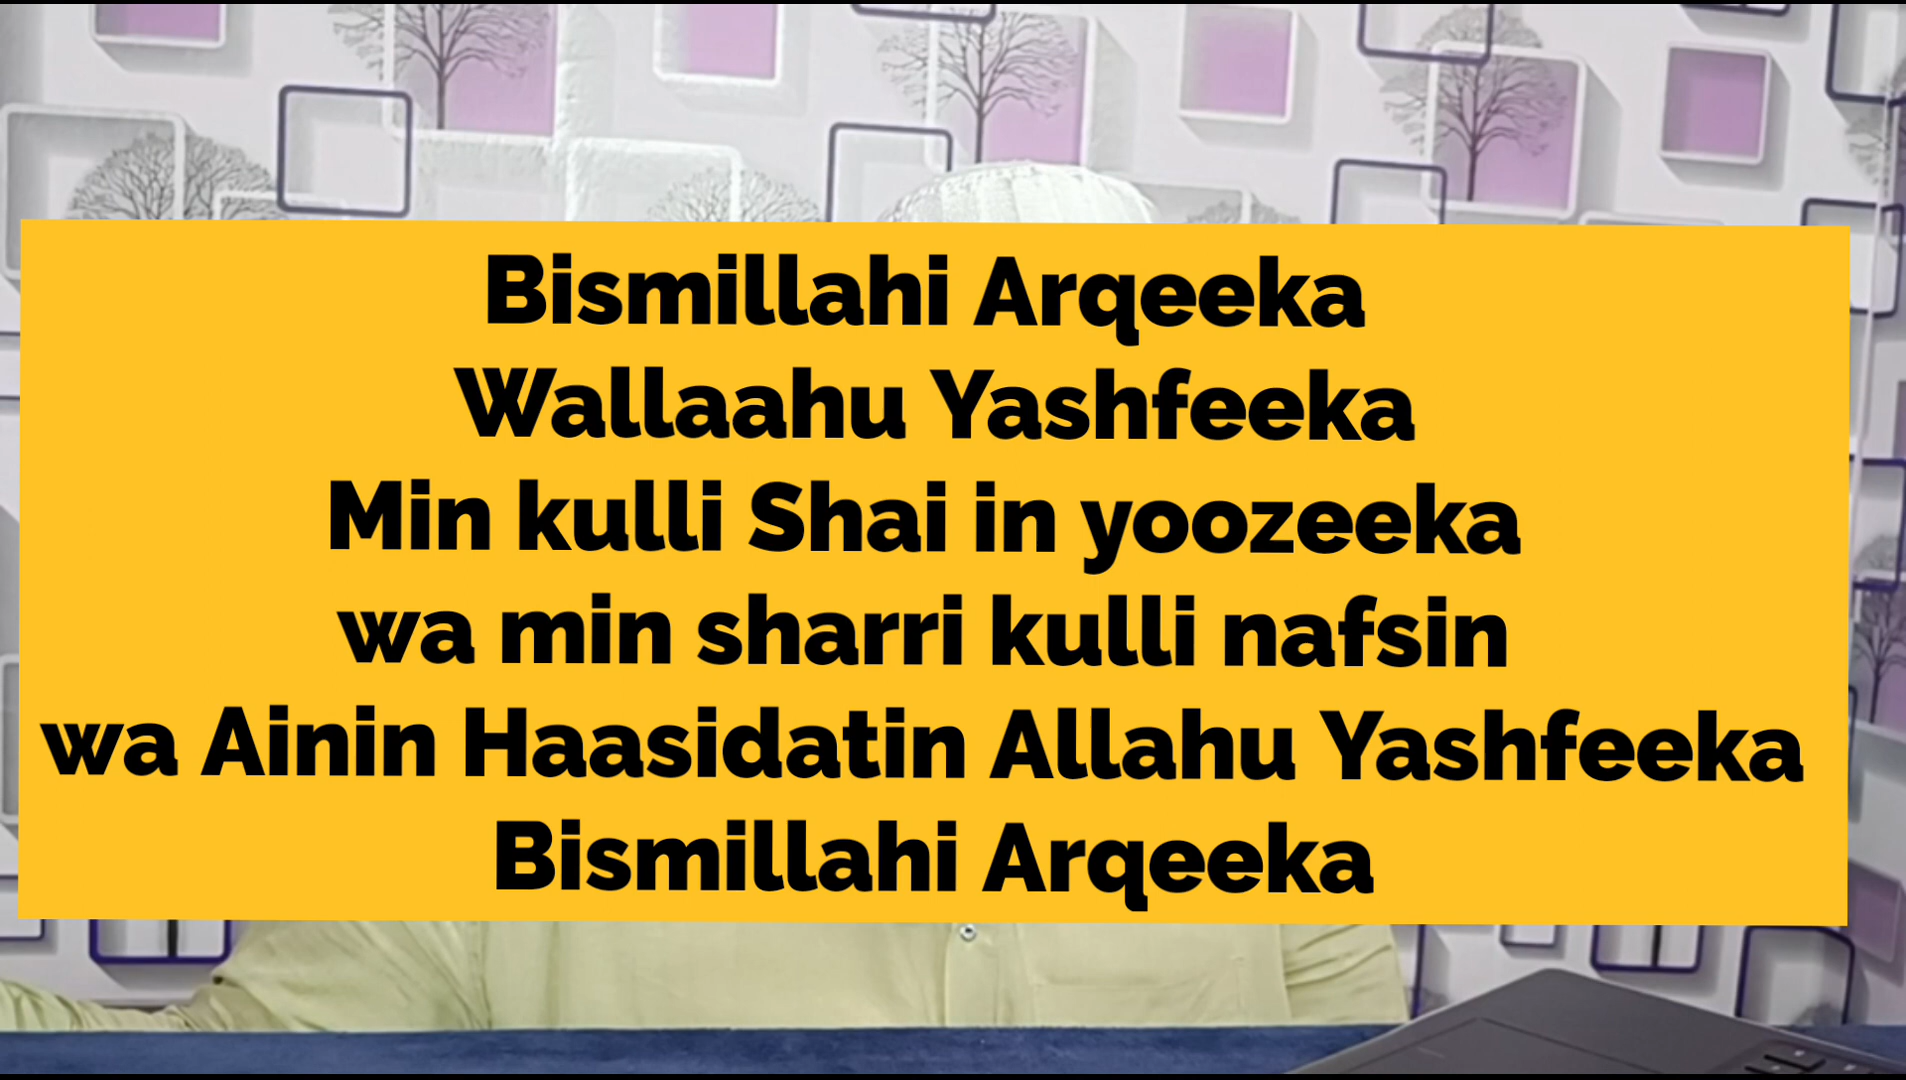 Bismillahi Arqeeka
Wallaahu Yashfeeka
Min kulli Shai in yoozeeka
wa min sharri kulli nafsin
wa Ainin Haasidatin Allahu Yashfeeka
Bismillahi Arqeeka